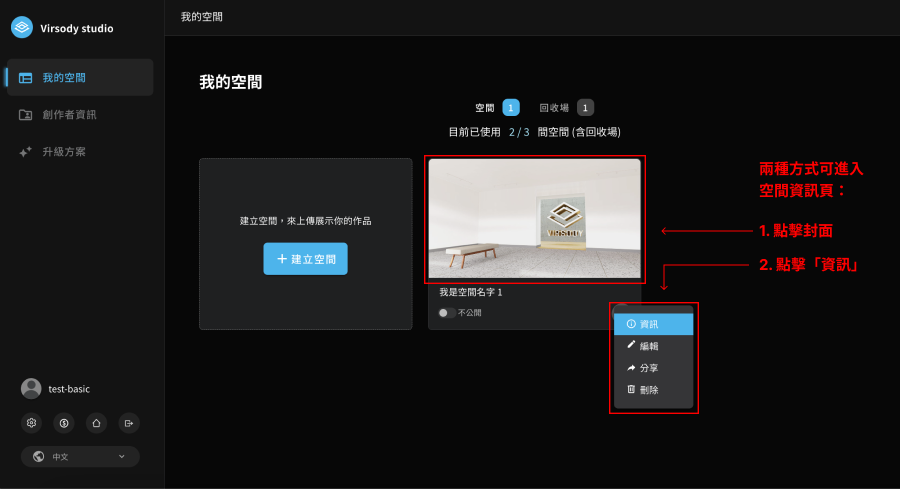 Virsody studio
我的空間
創作者資訊
升級方案
test-basic
中文
我的空間
我的空間
空間 1 回收場 1
目前已使用 2 / 3 間空間 (含回收場)
建立空間，來上傳展示你的作品
＋ 建立空間
VIRSODY
我是空間名字 1
不公開
資訊
編輯
分享
刪除
兩種方式可進入
空間資訊頁：
1. 點擊封面
2. 點擊「資訊」